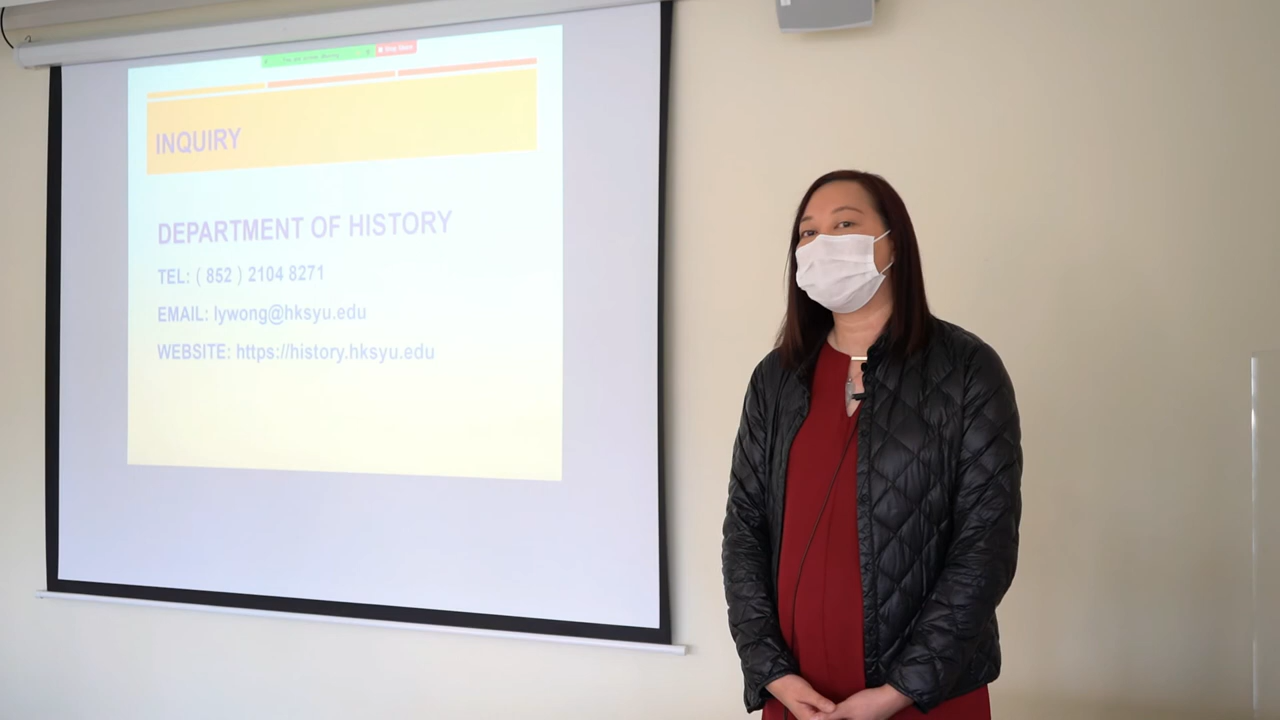 INQUIRY
DEPARTMENT OF HISTORY
TEL: ( 852 ) 2104 8271
EMAIL: lywong@hksyu.edu
WEBSITE: https://history.hksyu.edu